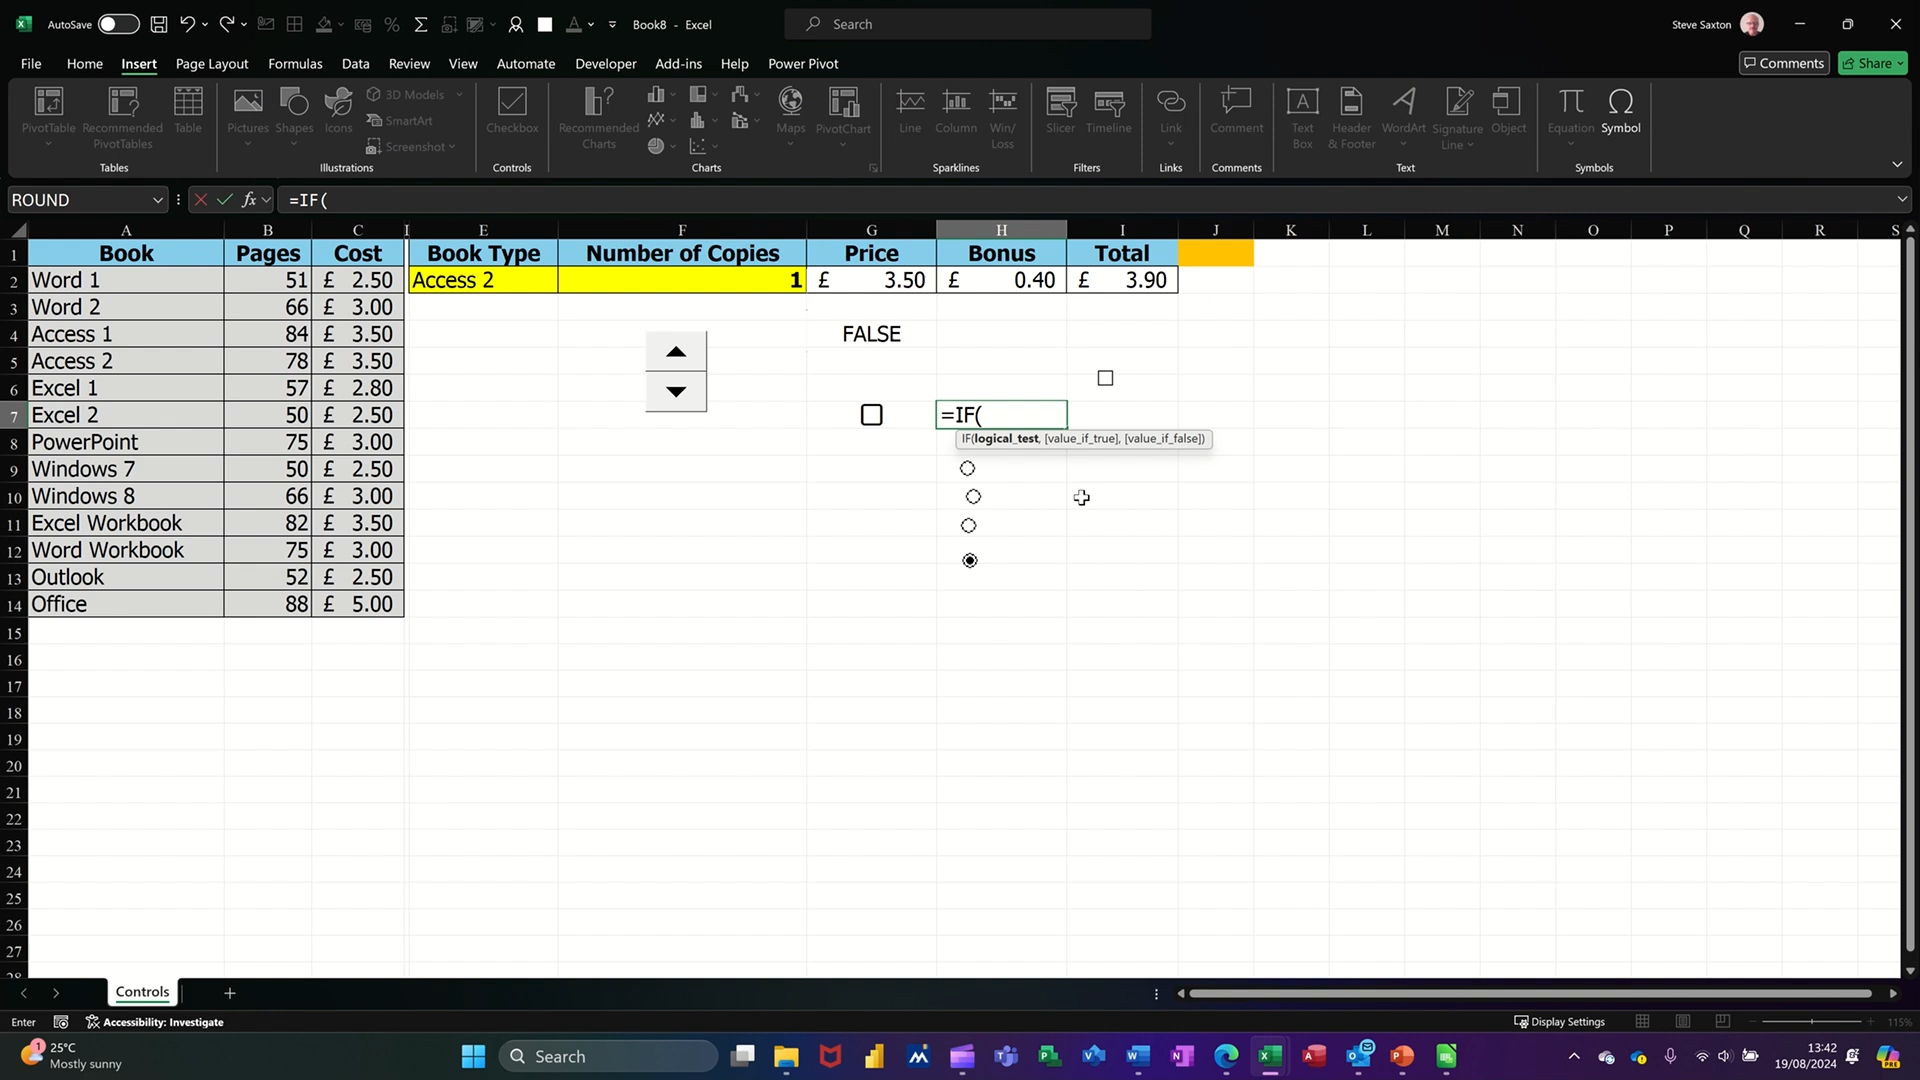 AutoSave Book8 - Excel Search Steve Saxton
File Home Insert Page Layout Formulas Data Review View Automate Developer Add-ins Help Power Pivot Comments Share
PivotTable Recommended PivotTables Table Pictures Shapes Icons 3D Models SmartArt Screenshot Checkbox Recommended Charts Maps PivotChart Line Column Win/Loss Slicer Timeline Link Comment Text Box Header & Footer WordArt Signature Line Object Equation Symbol
Tables Illustrations Controls Charts Sparklines Filters Links Comments Text Symbols
ROUND fx =IF(
A B C E F G H I J K L M N O P Q R S
1 Book Pages Cost Book Type Number of Copies Price Bonus Total
2 Word 1 51 £ 2.50 Access 2 1 £ 3.50 £ 0.40 £ 3.90
3 Word 2 66 £ 3.00
4 Access 1 84 £ 3.50 FALSE
5 Access 2 78 £ 3.50
6 Excel 1 57 £ 2.80
7 Excel 2 50 £ 2.50 =IF(
IF(logical_test, [value_if_true], [value_if_false])
8 PowerPoint 75 £ 3.00
9 Windows 7 50 £ 2.50
10 Windows 8 66 £ 3.00
11 Excel Workbook 82 £ 3.50
12 Word Workbook 75 £ 3.00
13 Outlook 52 £ 2.50
14 Office 88 £ 5.00
15
16
17
18
19
20
21
22
23
24
25
26
27
28
Controls
Enter Accessibility: Investigate Display Settings 115%
1 25°C Search 13:42
Mostly sunny 19/08/2024 PRE